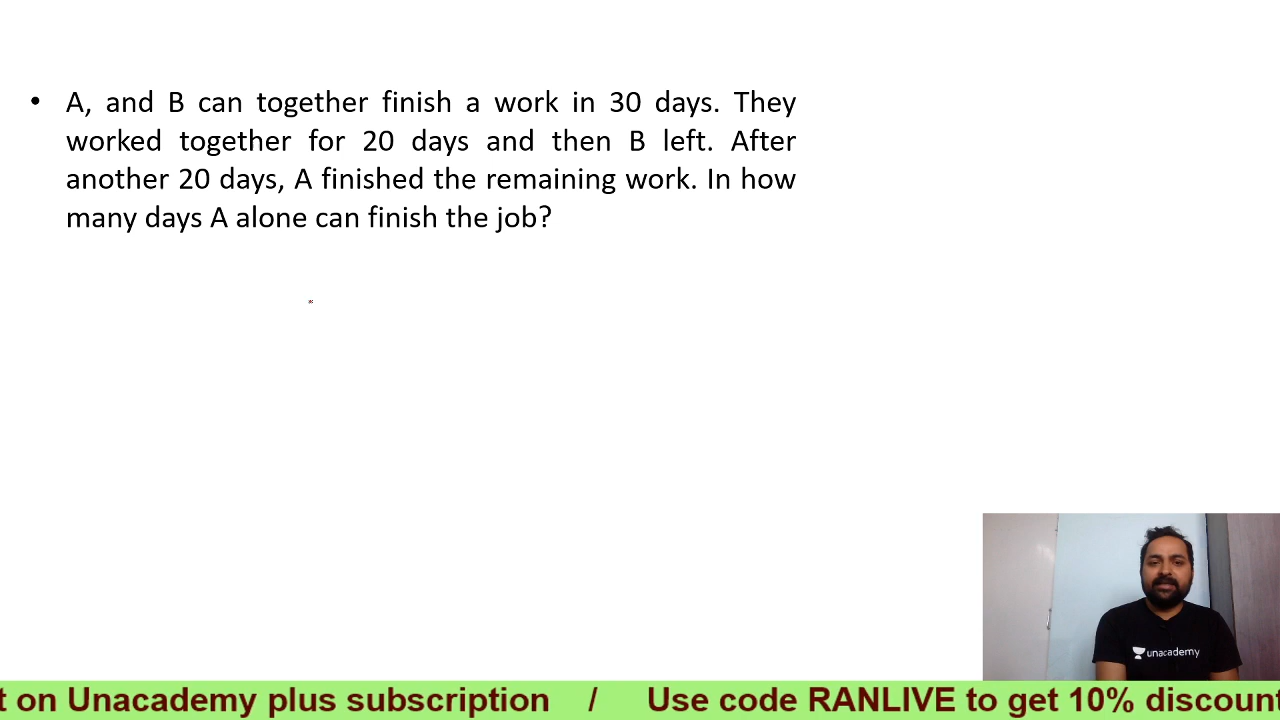 • A, and B can together finish a work in 30 days. They
worked together for 20 days and then B left. After
another 20 days, A finished the remaining work. In how
many days A alone can finish the job?
unacademy
t on Unacademy plus subscription / Use code RANLIVE to get 10% discount